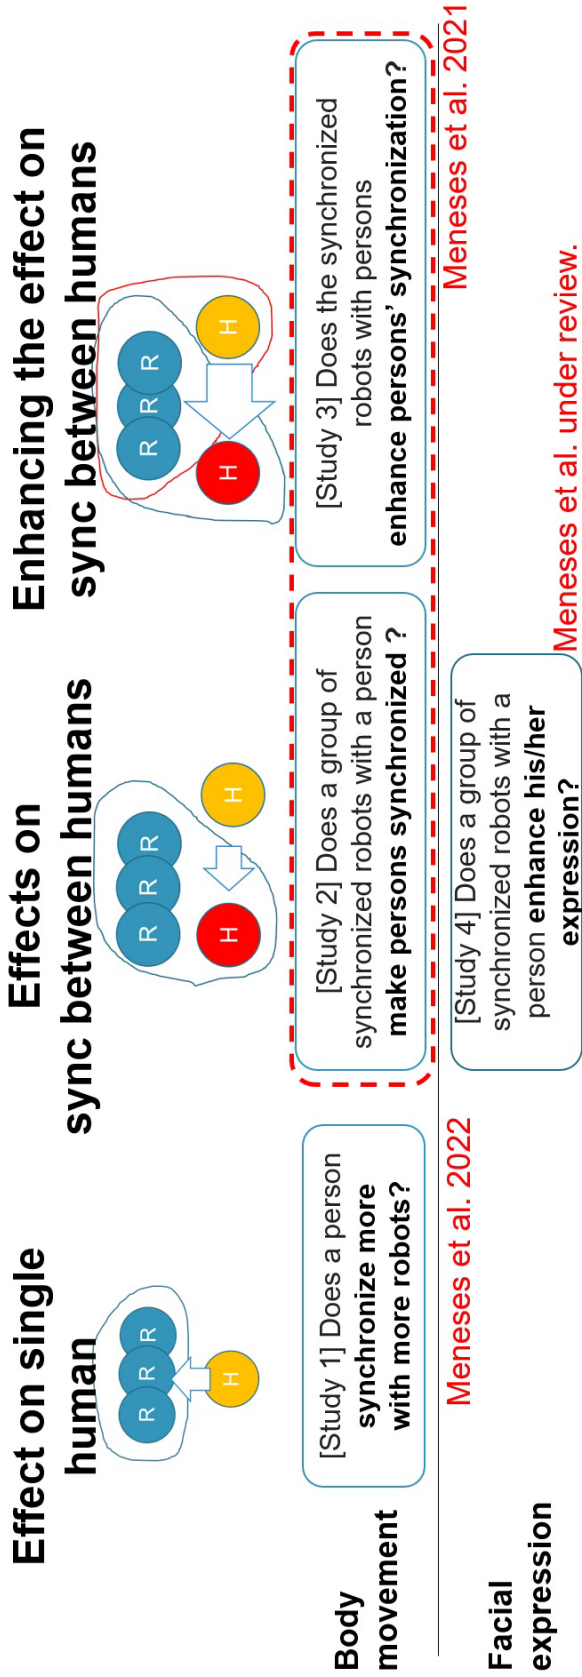 Effect on single
human
Effects on
sync between humans
Enhancing the effect on
sync between humans
R
R
R
H
R
R
R
H
H
R
R
R
H
H
Body
movement
[Study 1] Does a person
synchronize more
with more robots?
[Study 2] Does a group of
synchronized robots with a person
make persons synchronized ?
[Study 3] Does the synchronized
robots with persons
enhance persons' synchronization?
Meneses et al. 2022
Meneses et al. 2021
Facial
expression
[Study 4] Does a group of
synchronized robots with a
person enhance his/her
expression?
Meneses et al. under review.